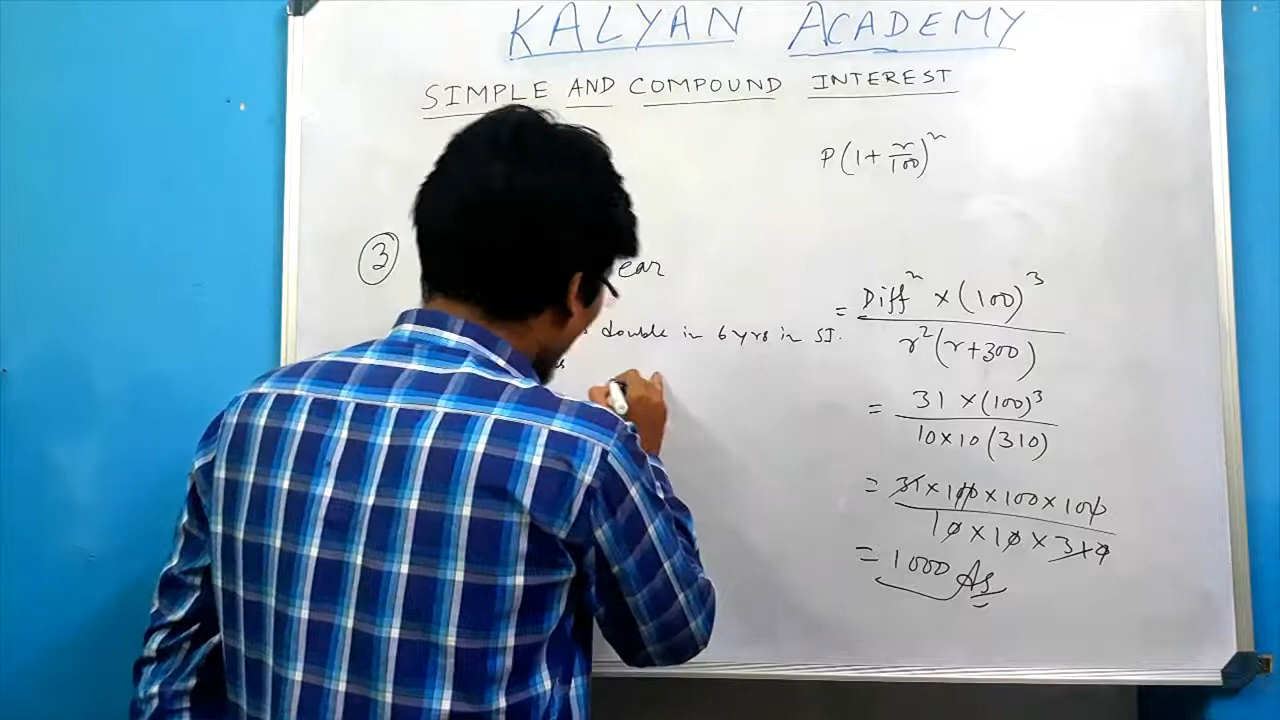 KALYAN ACADEMY
SIMPLE AND COMPOUND INTEREST
P(1+r/100)^n
③
ear
double in 6 yrs in SI.
= Diff^n × (100)^3 / r^2(r+300)
= 31 × (100)^3 / 10×10(310)
= 31×100×100×100 / 10×10×310
= 1000 As